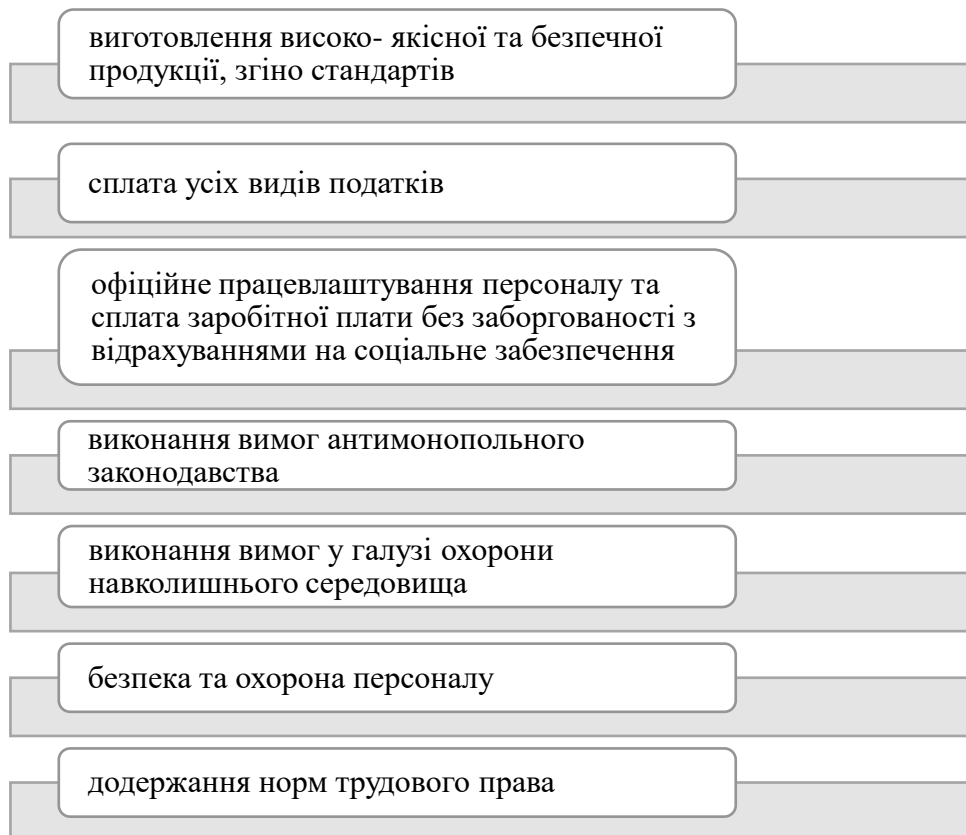 виготовлення високо- якісної та безпечної
продукції, згіно стандартів
сплата усіх видів податків
офіційне працевлаштування персоналу та
сплата заробітної плати без заборгованості з
відрахуваннями на соціальне забезпечення
виконання вимог антимонопольного
законодавства
виконання вимог у галузі охорони
навколишнього середовища
безпека та охорона персоналу
додержання норм трудового права